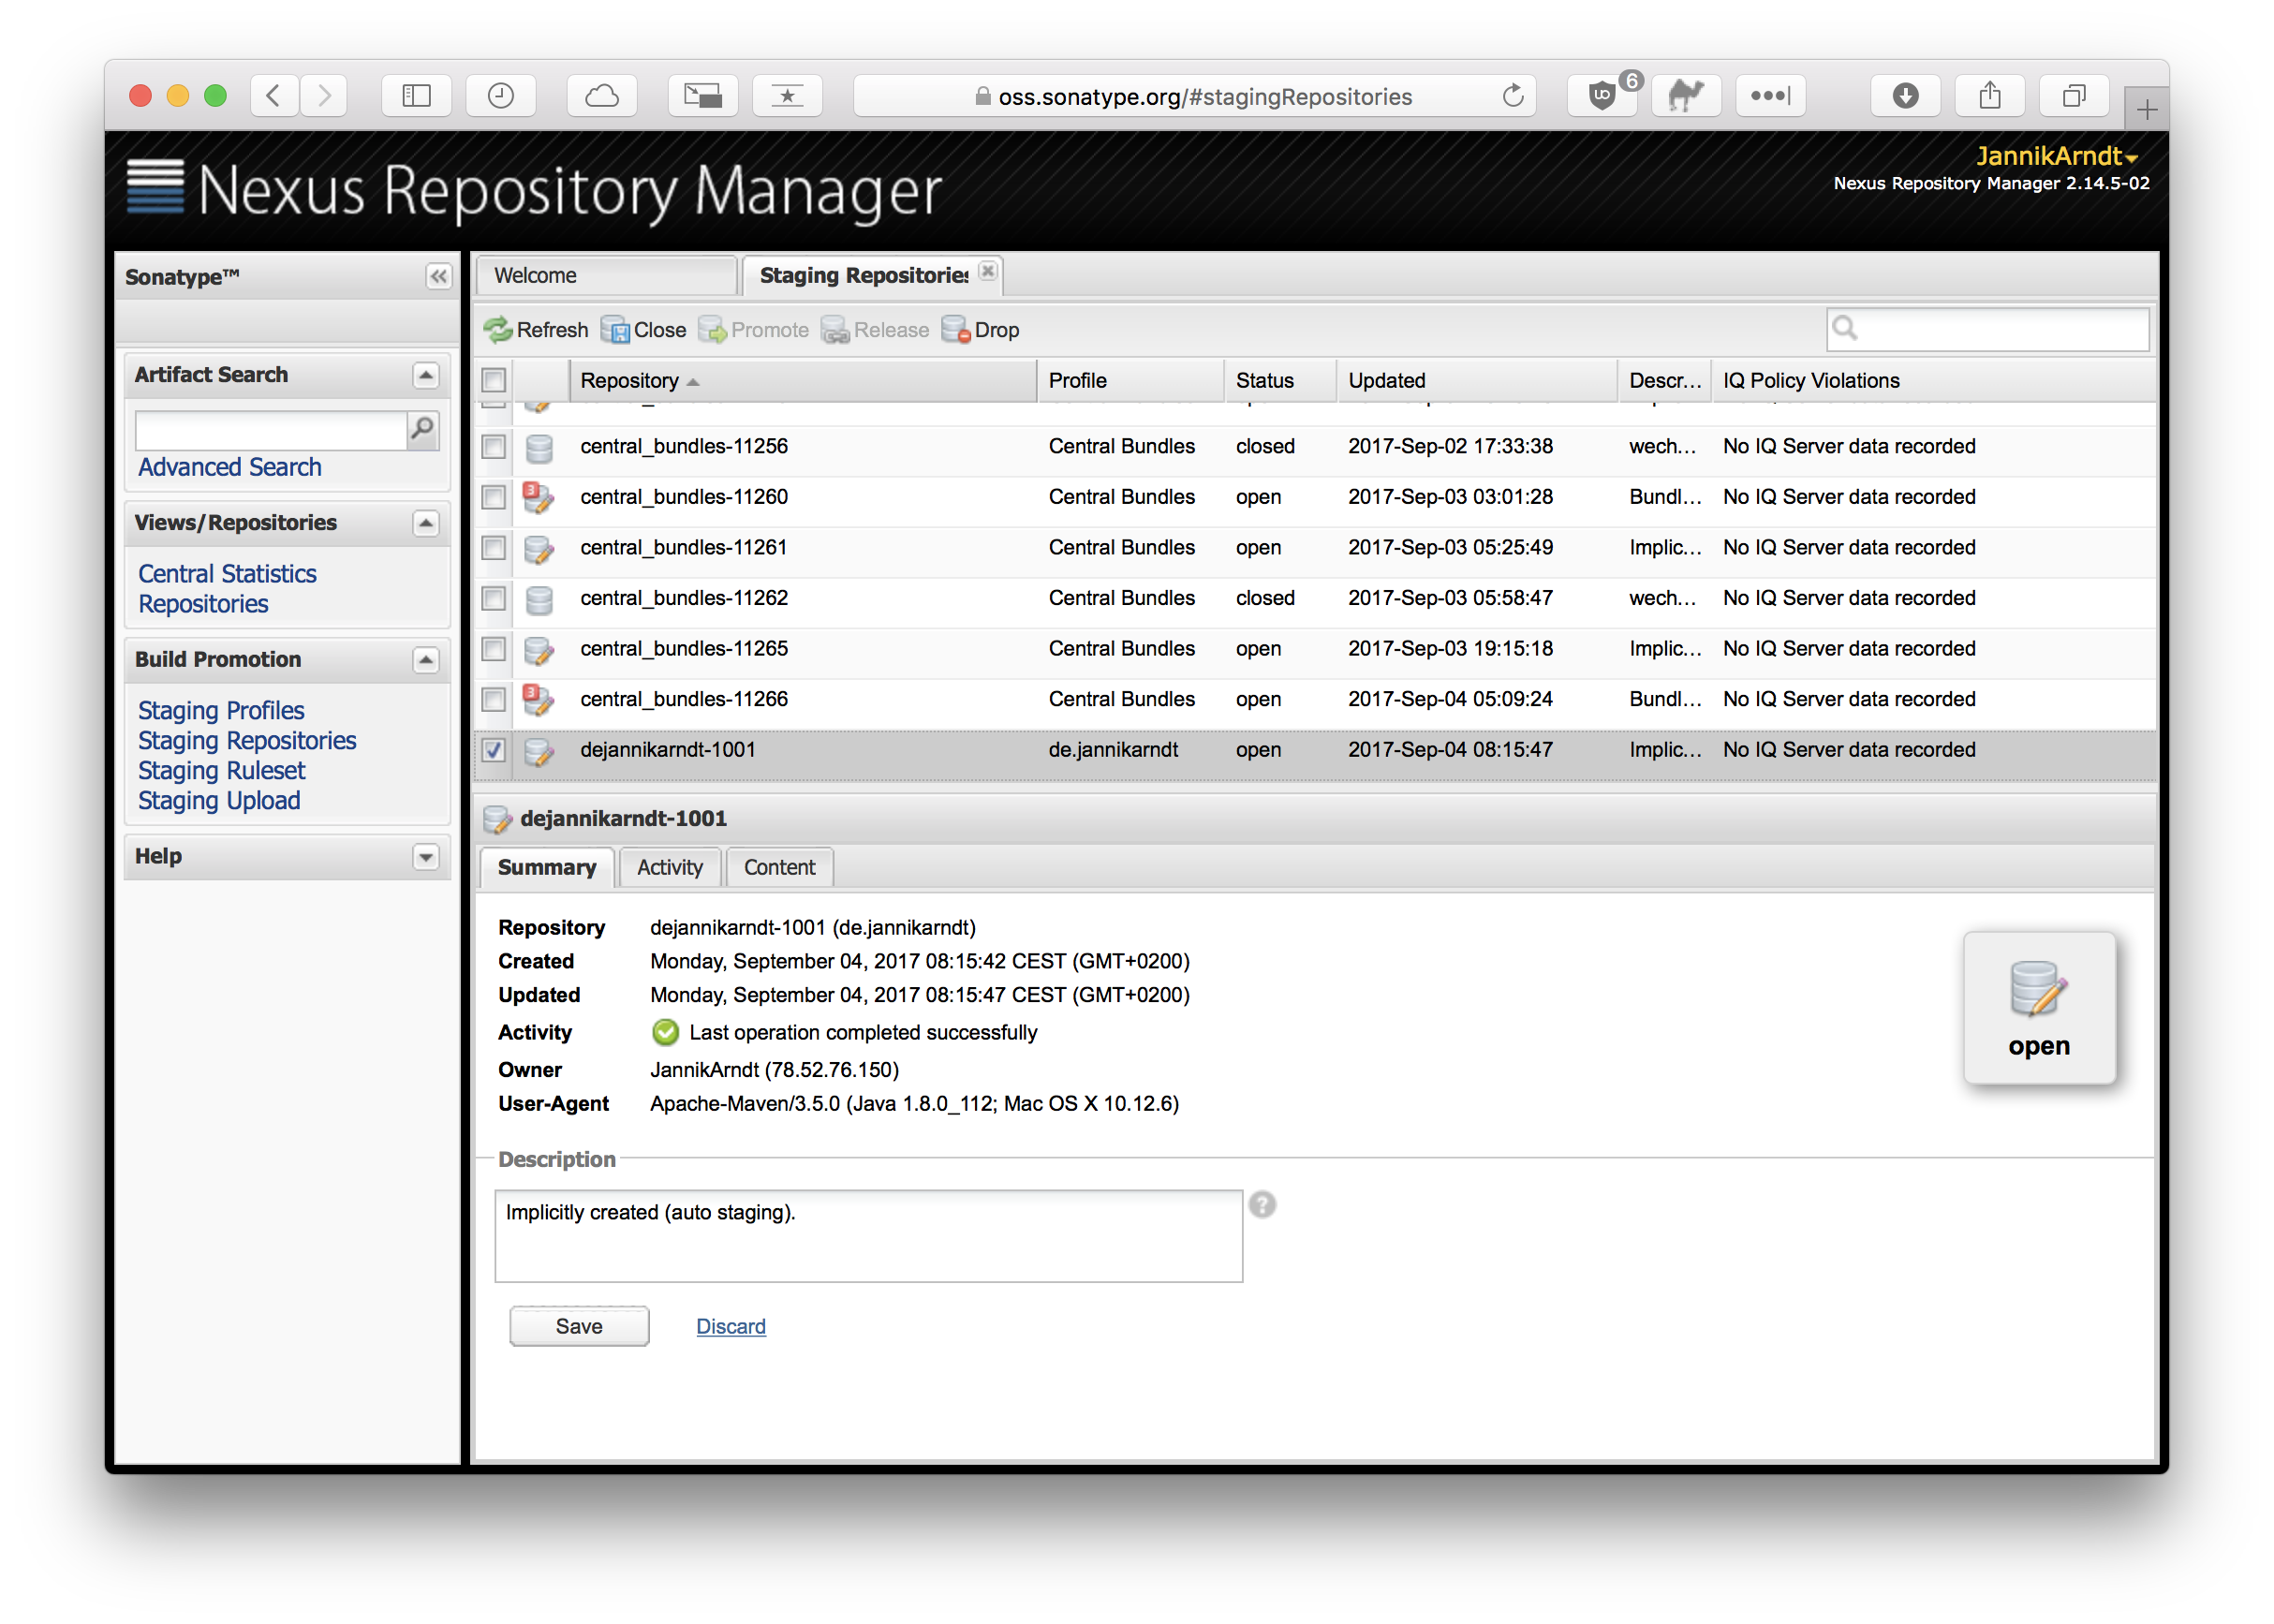 oss.sonatype.org/#stagingRepositories
6
Nexus Repository Manager
JannikArndt
Nexus Repository Manager 2.14.5-02
Sonatype™
Welcome
Staging Repositories
Refresh Close Promote Release Drop
Artifact Search
Advanced Search
Views/Repositories
Central Statistics
Repositories
Build Promotion
Staging Profiles
Staging Repositories
Staging Ruleset
Staging Upload
Help
Repository Profile Status Updated Descr... IQ Policy Violations
central_bundles-11256 Central Bundles closed 2017-Sep-02 17:33:38 wech... No IQ Server data recorded
3 central_bundles-11260 Central Bundles open 2017-Sep-03 03:01:28 Bundl... No IQ Server data recorded
central_bundles-11261 Central Bundles open 2017-Sep-03 05:25:49 Implic... No IQ Server data recorded
central_bundles-11262 Central Bundles closed 2017-Sep-03 05:58:47 wech... No IQ Server data recorded
central_bundles-11265 Central Bundles open 2017-Sep-03 19:15:18 Implic... No IQ Server data recorded
3 central_bundles-11266 Central Bundles open 2017-Sep-04 05:09:24 Bundl... No IQ Server data recorded
dejannikarndt-1001 de.jannikarndt open 2017-Sep-04 08:15:47 Implic... No IQ Server data recorded
dejannikarndt-1001
Summary Activity Content
Repository dejannikarndt-1001 (de.jannikarndt)
Created Monday, September 04, 2017 08:15:42 CEST (GMT+0200)
Updated Monday, September 04, 2017 08:15:47 CEST (GMT+0200)
Activity Last operation completed successfully
Owner JannikArndt (78.52.76.150)
User-Agent Apache-Maven/3.5.0 (Java 1.8.0_112; Mac OS X 10.12.6)
open
Description
Implicitly created (auto staging).
?
Save Discard